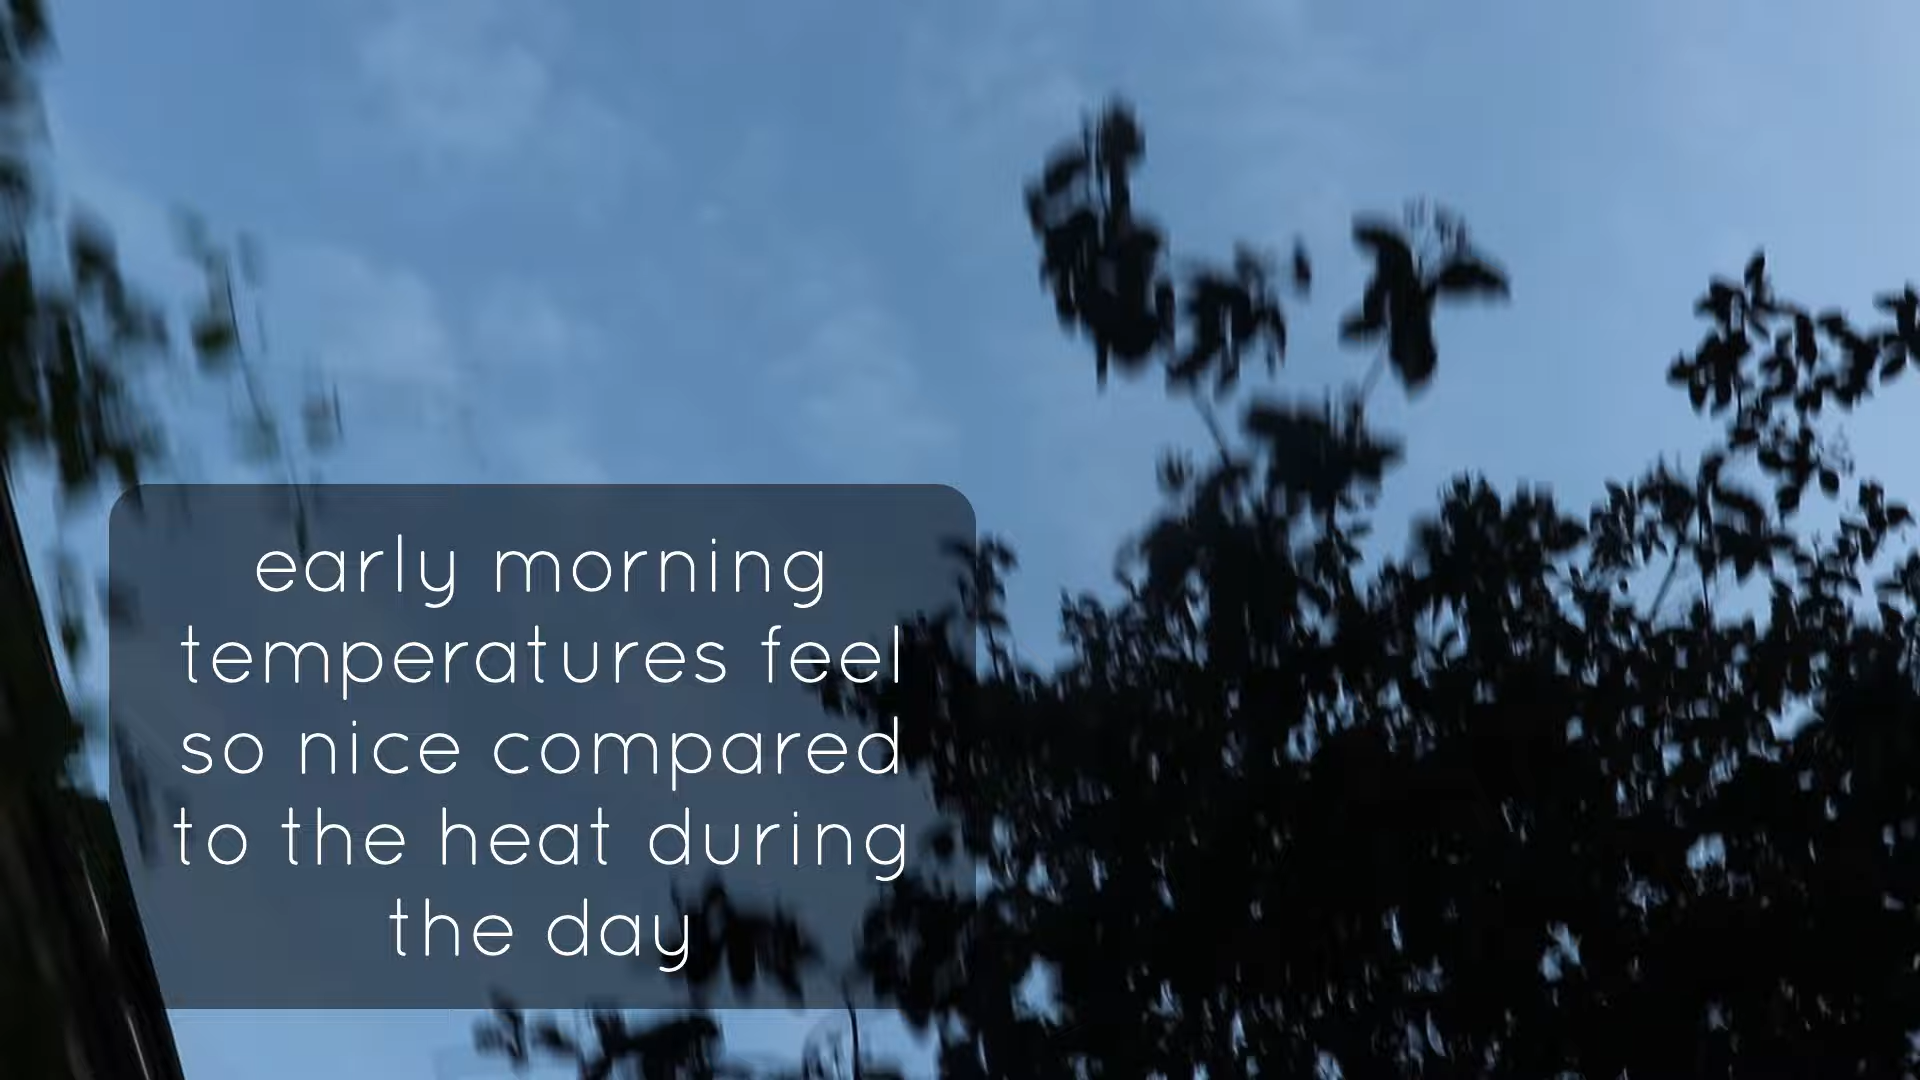 early morning
temperatures feel
so nice compared
to the heat during
the day